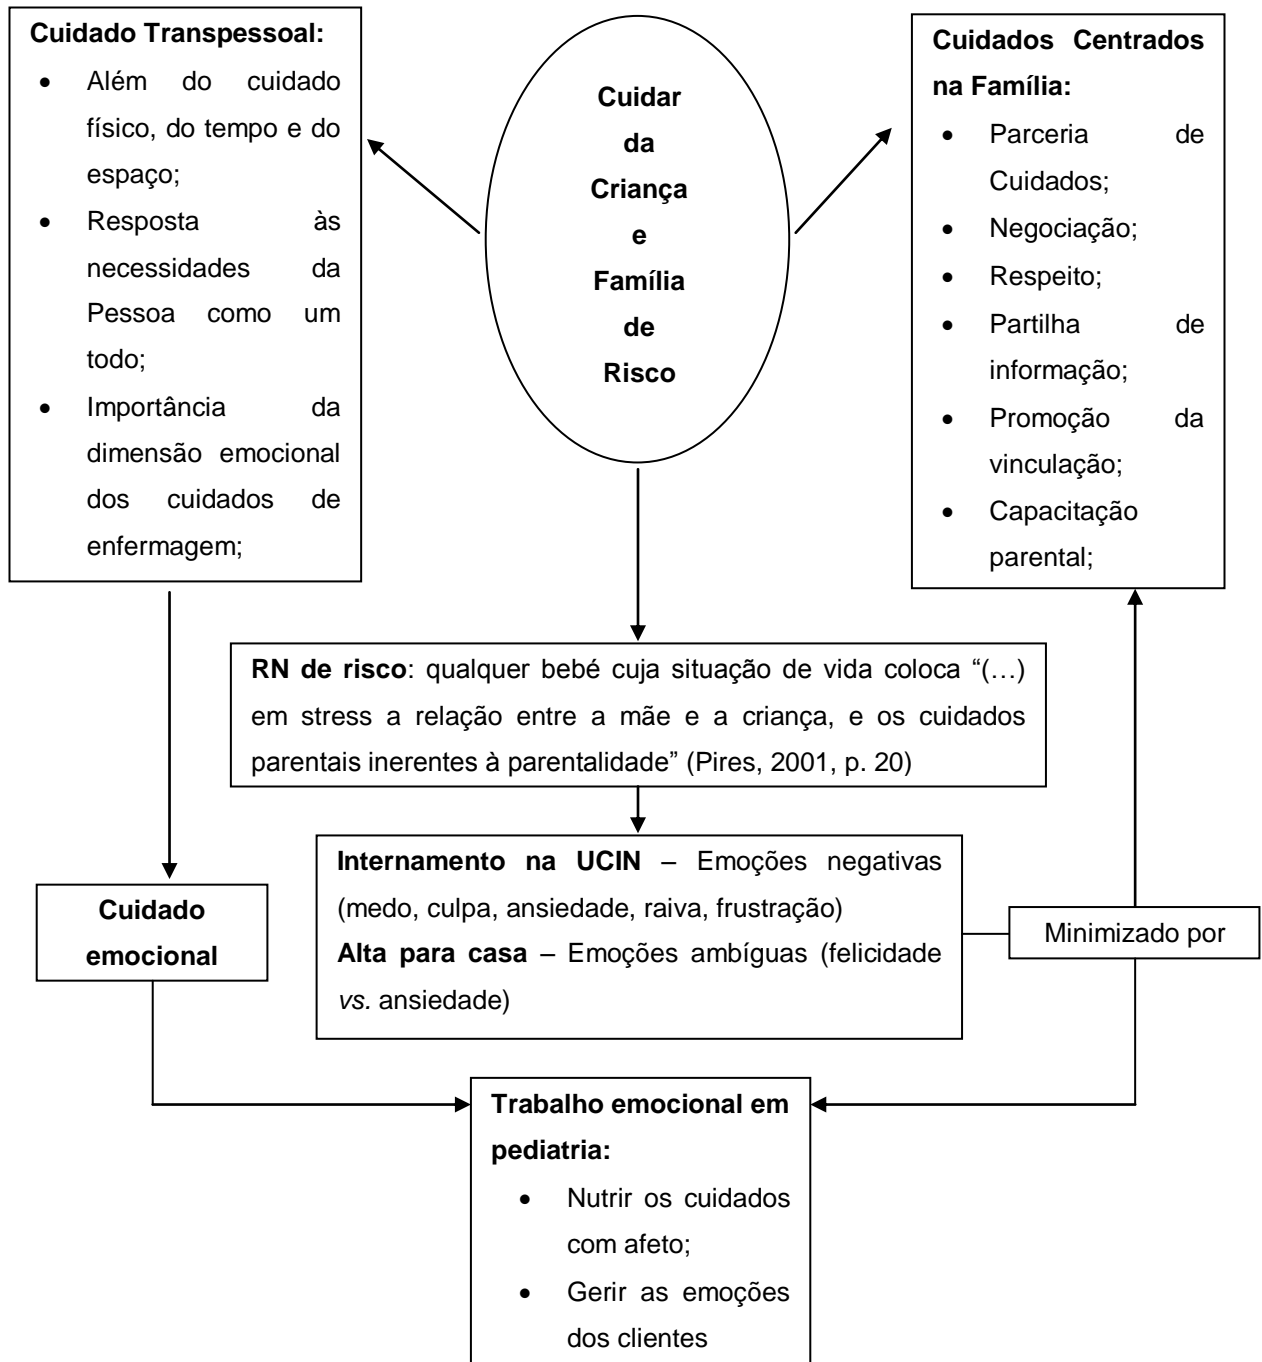 Cuidado Transpessoal:
• Além do cuidado
físico, do tempo e do
espaço;
• Resposta às
necessidades da
Pessoa como um
todo;
• Importância da
dimensão emocional
dos cuidados de
enfermagem;
Cuidar
da
Criança
e
Família
de
Risco
Cuidados Centrados
na Família:
• Parceria de
Cuidados;
• Negociação;
• Respeito;
• Partilha de
informação;
• Promoção da
vinculação;
• Capacitação
parental;
RN de risco: qualquer bebé cuja situação de vida coloca “(…)
em stress a relação entre a mãe e a criança, e os cuidados
parentais inerentes à parentalidade” (Pires, 2001, p. 20)
Internamento na UCIN – Emoções negativas
(medo, culpa, ansiedade, raiva, frustração)
Alta para casa – Emoções ambíguas (felicidade
vs. ansiedade)
Cuidado
emocional
Minimizado por
Trabalho emocional em
pediatria:
• Nutrir os cuidados
com afeto;
• Gerir as emoções
dos clientes